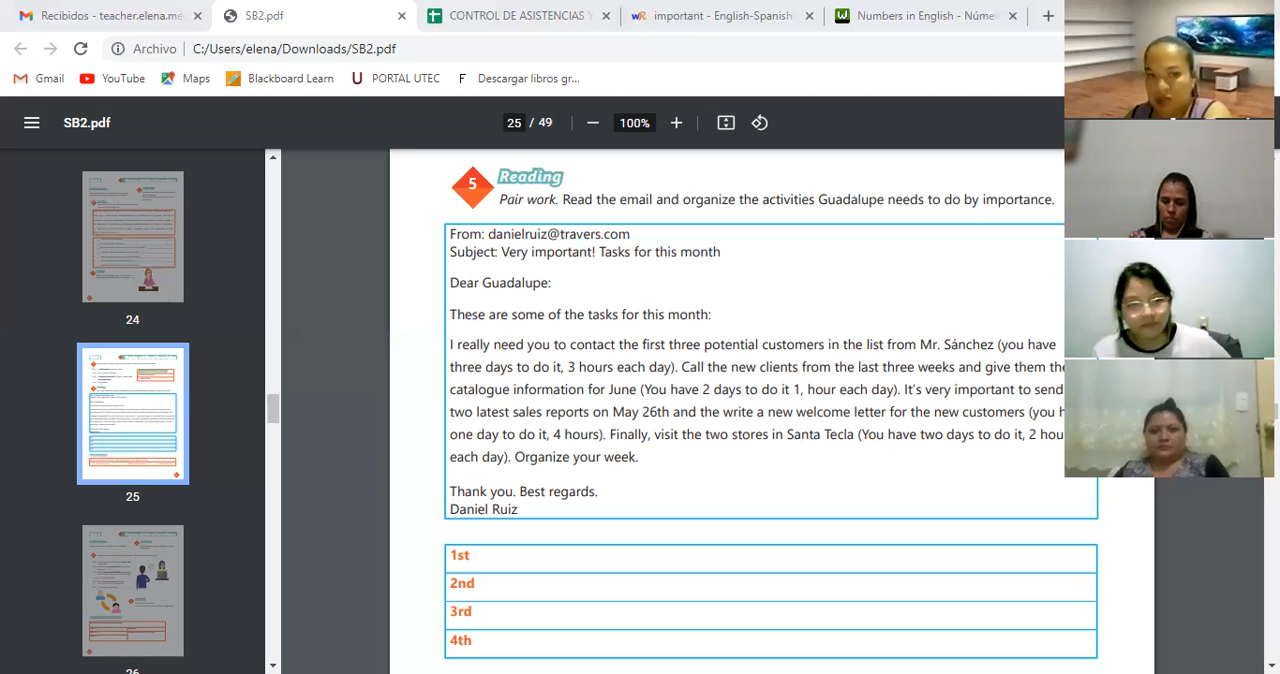 Recibidos - teacher.elena.me
SB2.pdf
CONTROL DE ASISTENCIAS Y
important - English-Spanish
Numbers in English - Núme
Archivo
C:/Users/elena/Downloads/SB2.pdf
Gmail
YouTube
Maps
Blackboard Learn
PORTAL UTEC
Descargar libros gr...
SB2.pdf
25 / 49
100%
24
25
26
5
Reading
Pair work. Read the email and organize the activities Guadalupe needs to do by importance.
From: danielruiz@travers.com
Subject: Very important! Tasks for this month
Dear Guadalupe:
These are some of the tasks for this month:
I really need you to contact the first three potential customers in the list from Mr. Sánchez (you have
three days to do it, 3 hours each day). Call the new clients from the last three weeks and give them the
catalogue information for June (You have 2 days to do it 1 hour each day). It's very important to send
two latest sales reports on May 26th and the write a new welcome letter for the new customers (you h
one day to do it, 4 hours). Finally, visit the two stores in Santa Tecla (You have two days to do it, 2 hou
each day). Organize your week.
Thank you. Best regards.
Daniel Ruiz
1st
2nd
3rd
4th